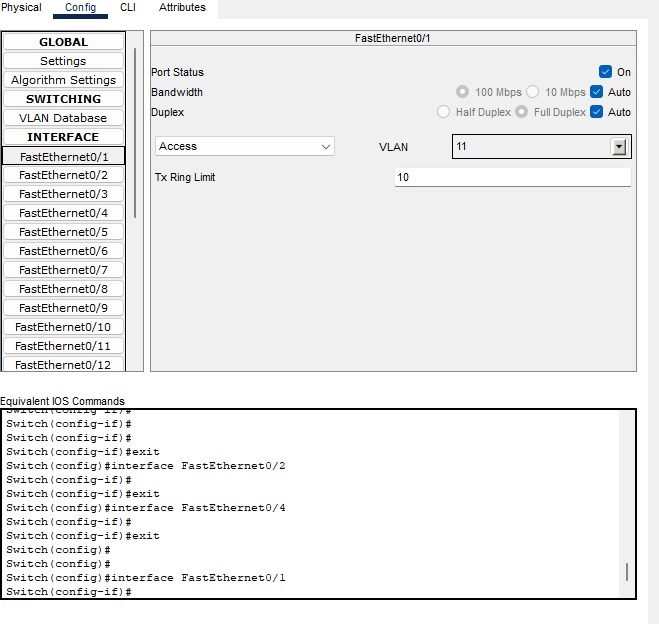 Physical Config CLI Attributes
GLOBAL
Settings
Algorithm Settings
SWITCHING
VLAN Database
INTERFACE
FastEthernet0/1
FastEthernet0/2
FastEthernet0/3
FastEthernet0/4
FastEthernet0/5
FastEthernet0/6
FastEthernet0/7
FastEthernet0/8
FastEthernet0/9
FastEthernet0/10
FastEthernet0/11
FastEthernet0/12
FastEthernet0/1
Port Status On
Bandwidth 100 Mbps 10 Mbps Auto
Duplex Half Duplex Full Duplex Auto
Access VLAN 11
Tx Ring Limit 10
Equivalent IOS Commands
Switch(config-if)#
Switch(config-if)#
Switch(config-if)#
Switch(config-if)#exit
Switch(config)#interface FastEthernet0/2
Switch(config-if)#
Switch(config-if)#exit
Switch(config)#interface FastEthernet0/4
Switch(config-if)#
Switch(config-if)#exit
Switch(config)#
Switch(config)#
Switch(config)#interface FastEthernet0/1
Switch(config-if)#